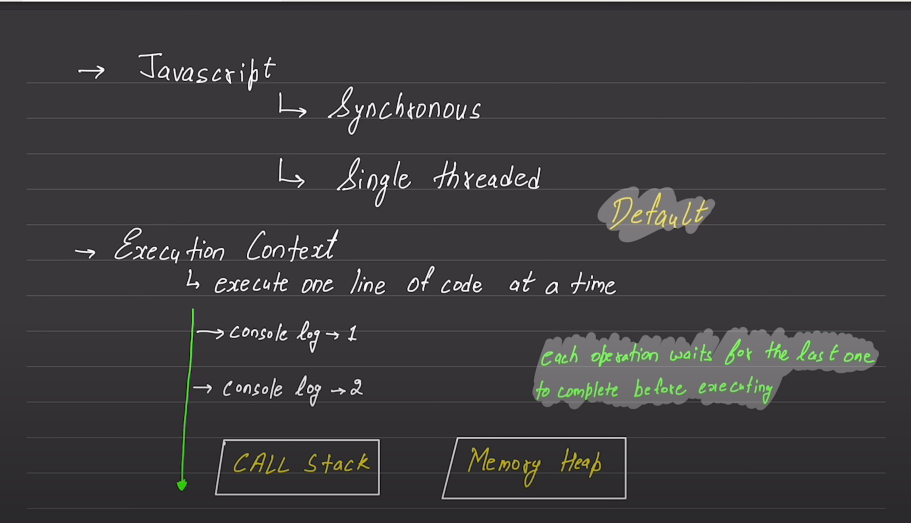 → Javascript
↳ Synchronous
↳ Single threaded
Default
→ Execution Context
↳ execute one line of code at a time
→ console log → 1
each operation waits for the last one
→ console log → 2
to complete before executing
CALL Stack
Memory Heap